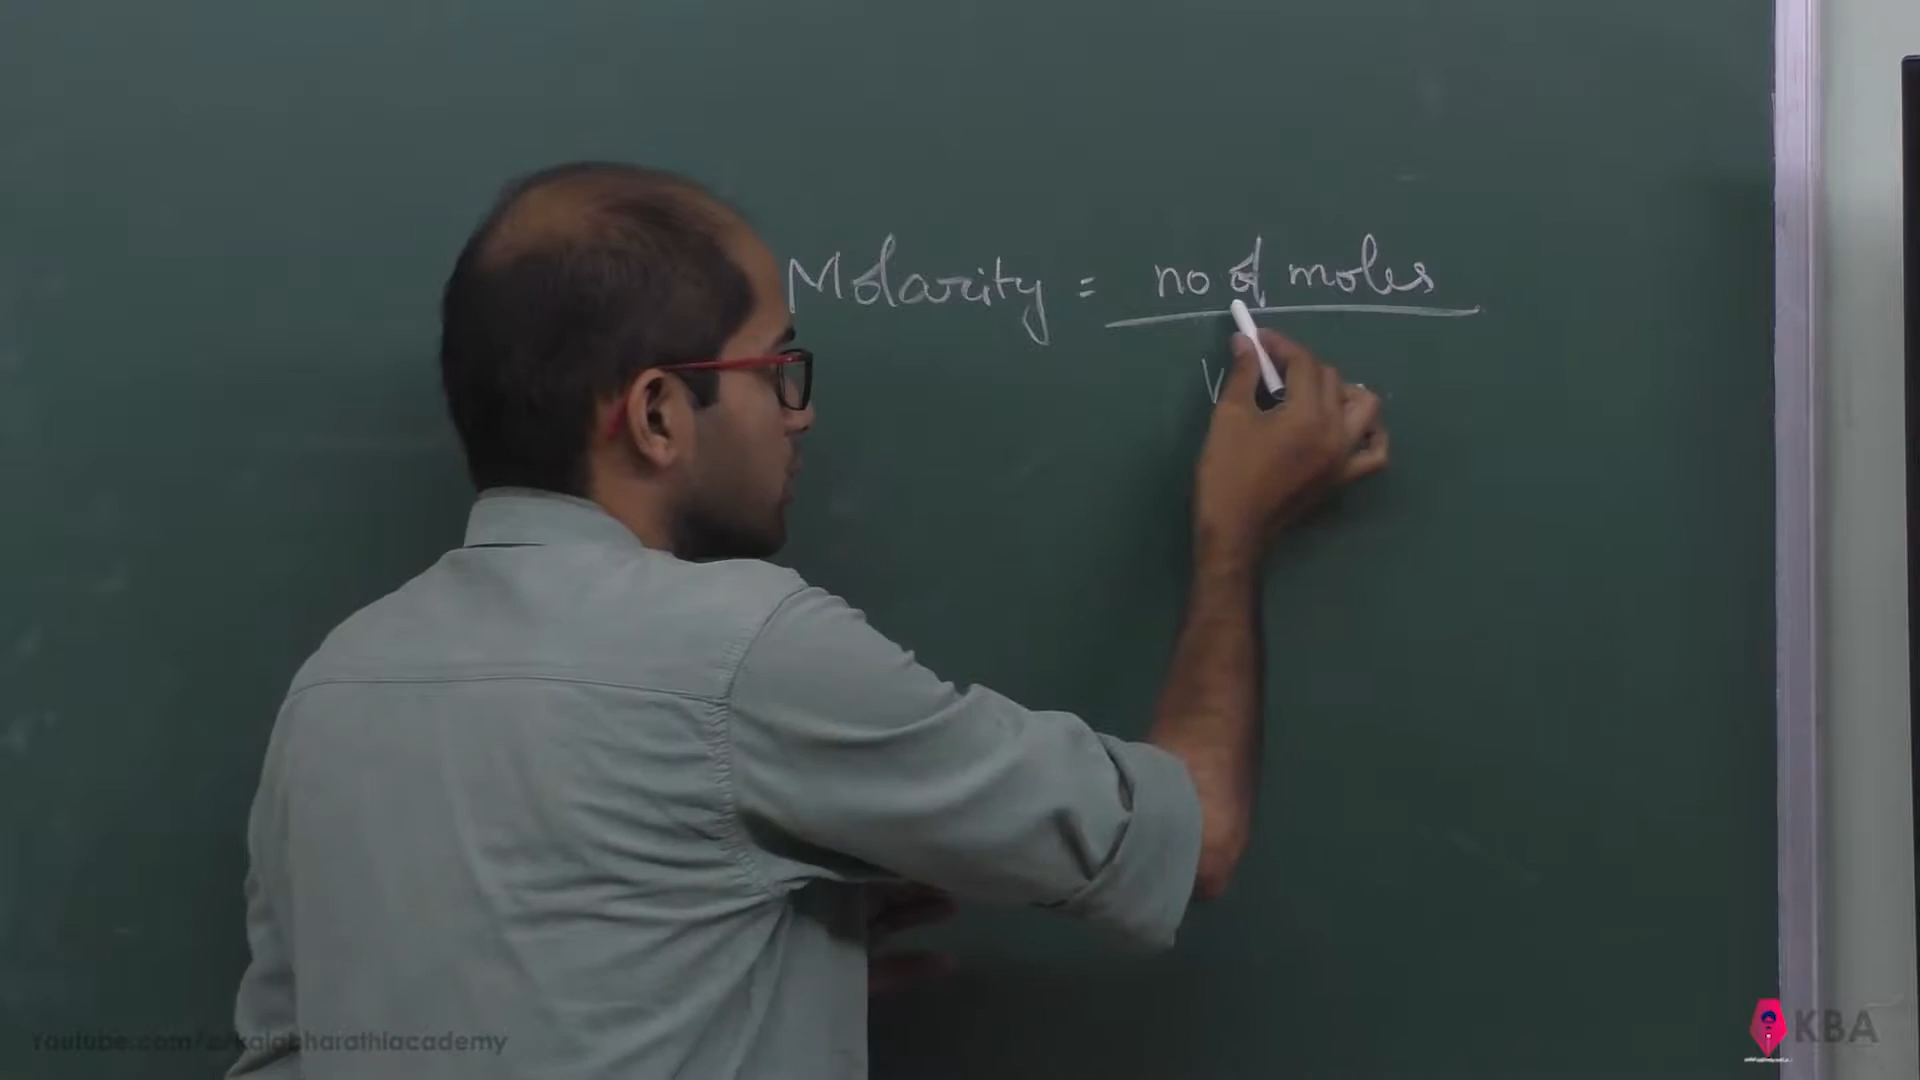 Molarity = no of moles
V
youtube.com/c/kalabharathiacademy
KBA